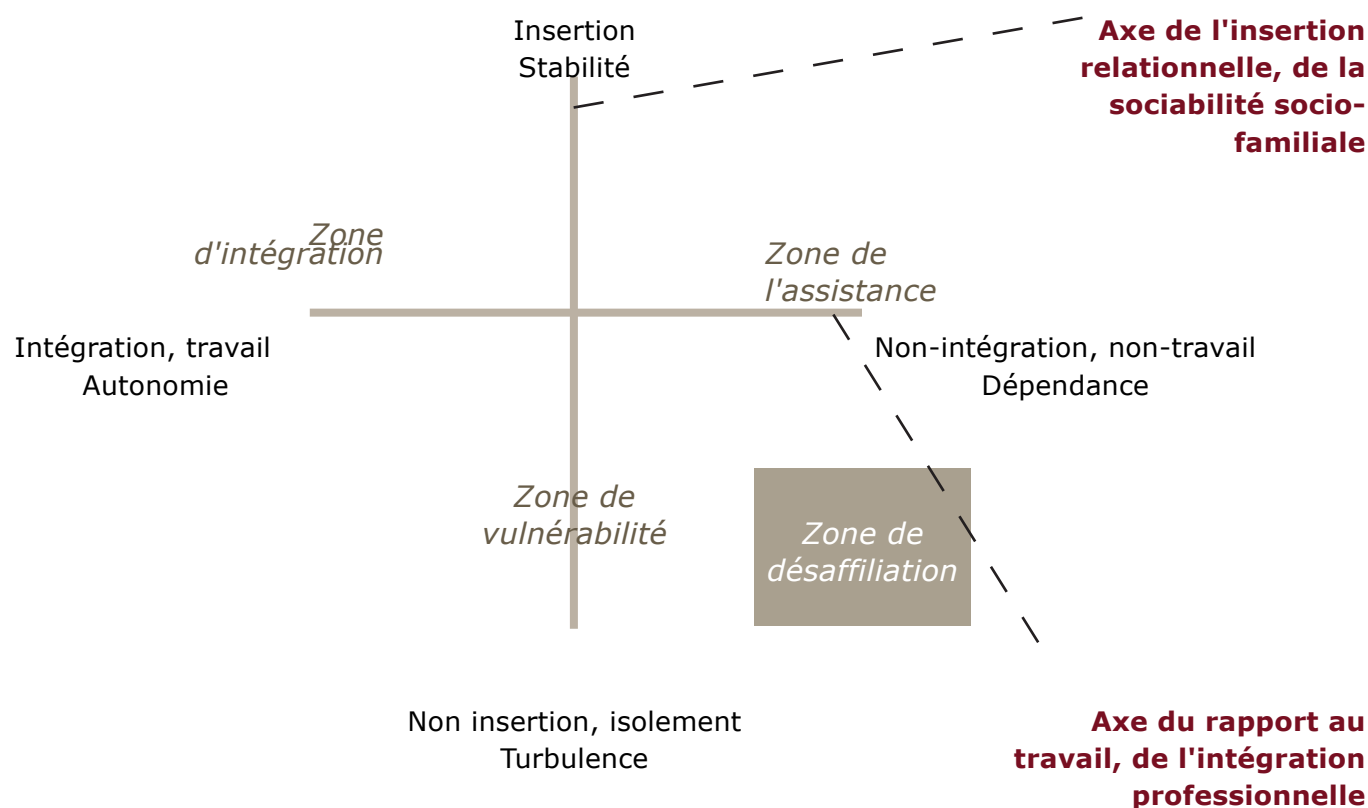 Insertion
Stabilité
Axe de l'insertion
relationnelle, de la
sociabilité socio-
familiale
Zone
d'intégration
Zone de
l'assistance
Intégration, travail
Autonomie
Non-intégration, non-travail
Dépendance
Zone de
vulnérabilité
Zone de
désaffiliation
Non insertion, isolement
Turbulence
Axe du rapport au
travail, de l'intégration
professionnelle